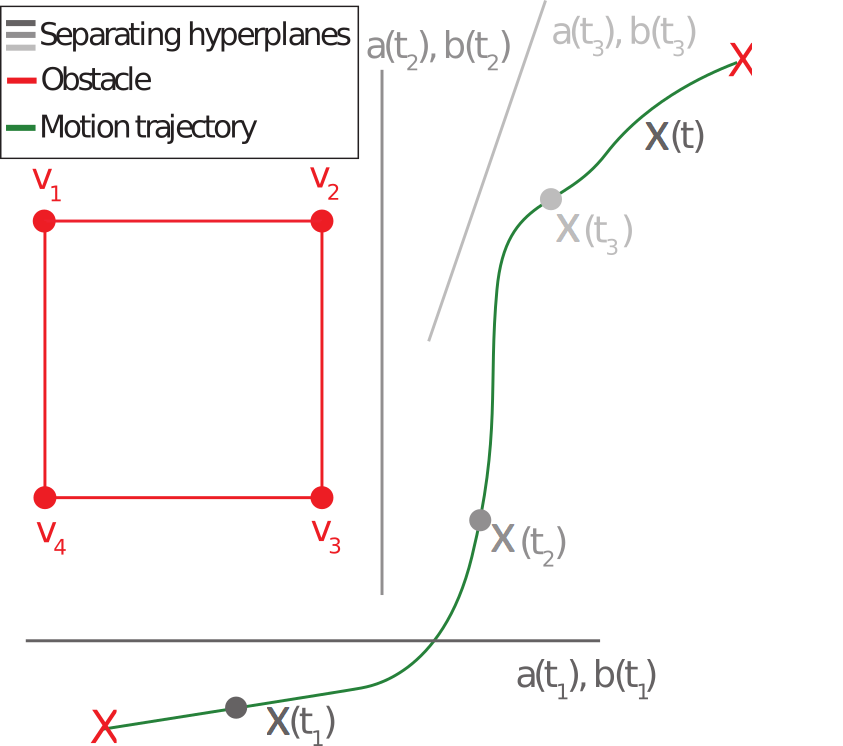 Separating hyperplanes
Obstacle
Motion trajectory
a(t₂), b(t₂)
a(t₃), b(t₃)
X
X(t)
v₁
v₂
X(t₃)
v₄
v₃
X(t₂)
a(t₁), b(t₁)
X
X(t₁)